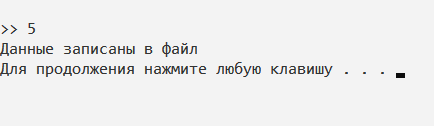 >> 5
Данные записаны в файл
Для продолжения нажмите любую клавишу . . .